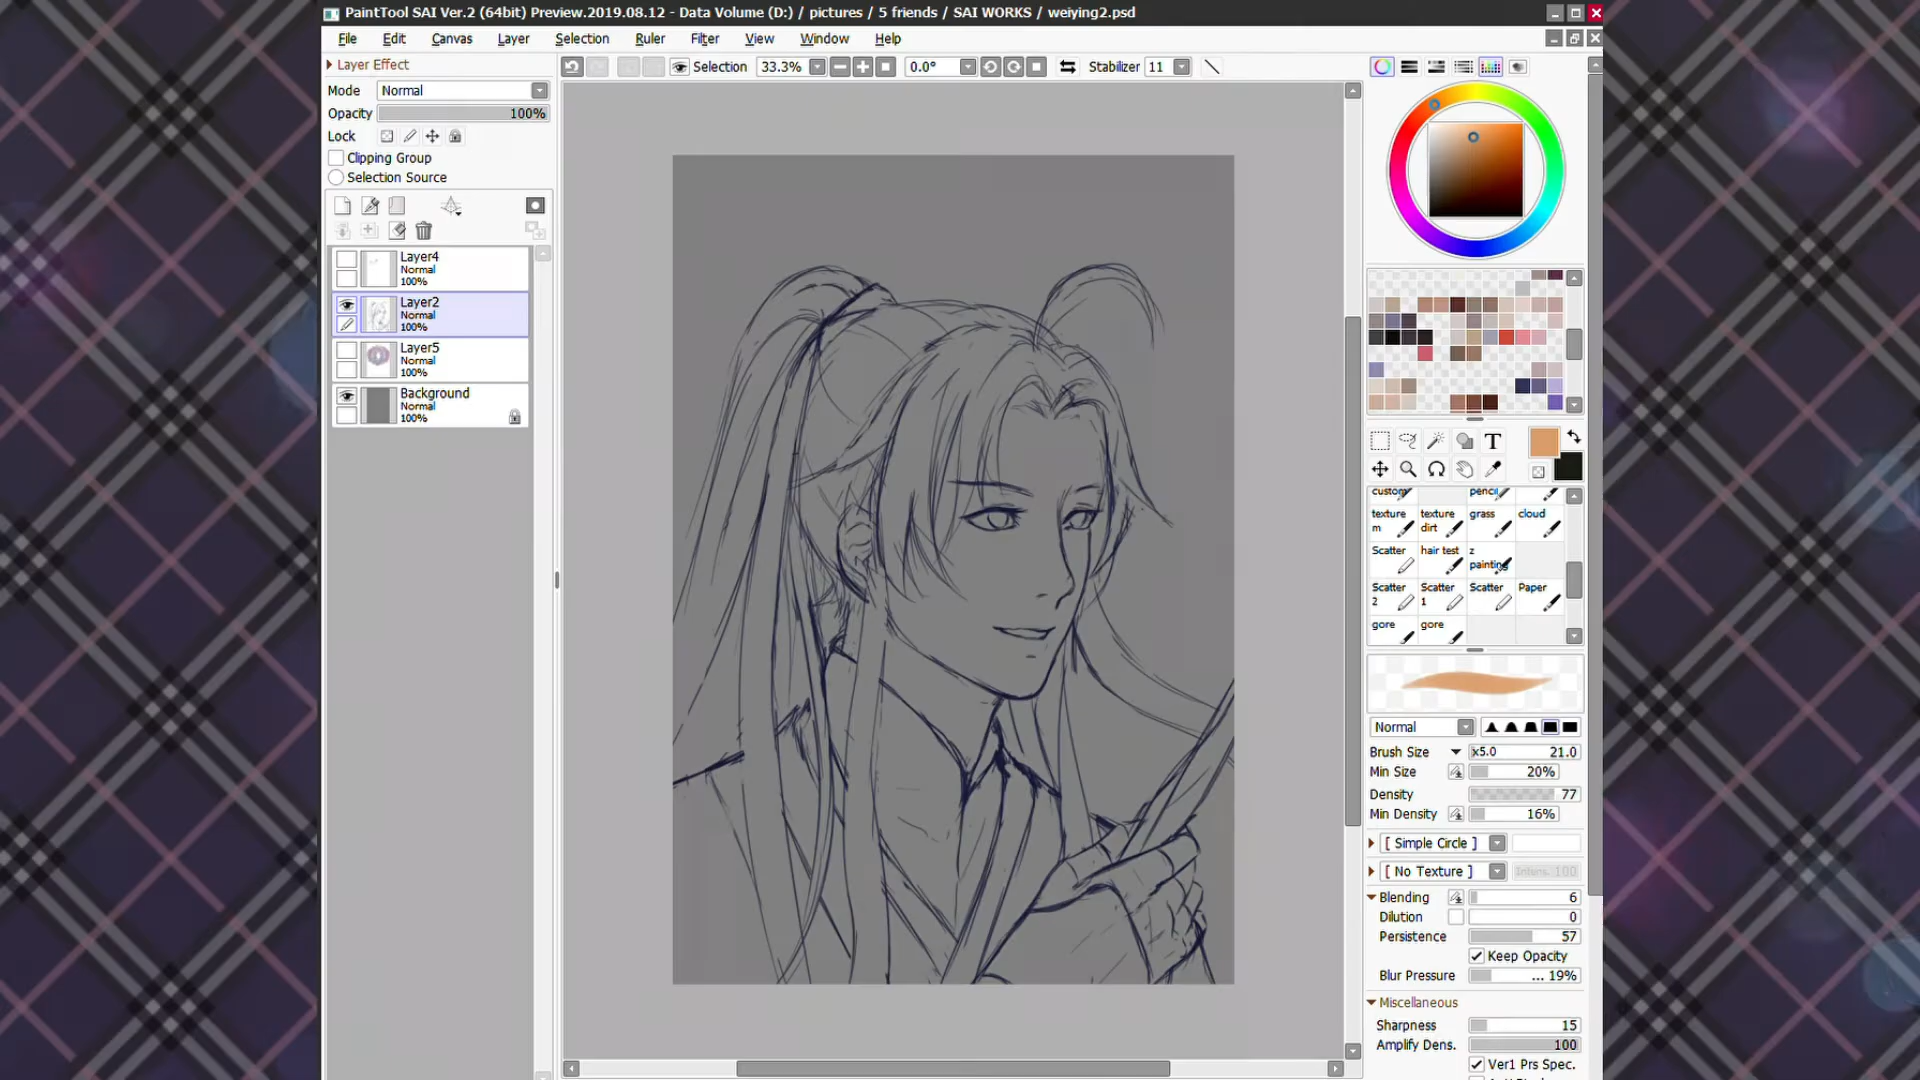 PaintTool SAI Ver.2 (64bit) Preview.2019.08.12 - Data Volume (D:) / pictures / 5 friends / SAI WORKS / weiying2.psd
File Edit Canvas Layer Selection Ruler Filter View Window Help
Layer Effect
Selection 33.3% 0.0° Stabilizer 11
Mode Normal
Opacity 100%
Lock
Clipping Group
Selection Source
Layer4
Normal
100%
Layer2
Normal
100%
Layer5
Normal
100%
Background
Normal
100%
T
custom pencil
texture m texture dirt grass cloud
Scatter hair test z painting
Scatter 2 Scatter 1 Scatter Paper
gore gore
Normal
Brush Size x5.0 21.0
Min Size 20%
Density 77
Min Density 16%
[ Simple Circle ]
[ No Texture ] Intens. 100
Blending 6
Dilution 0
Persistence 57
Keep Opacity
Blur Pressure ... 19%
Miscellaneous
Sharpness 15
Amplify Dens. 100
Ver1 Prs Spec.